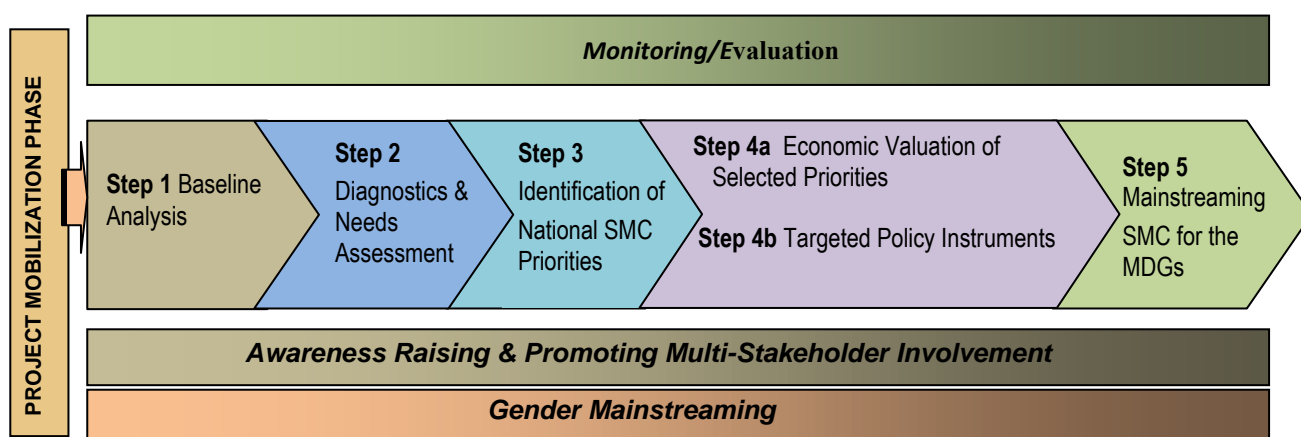 PROJECT MOBILIZATION PHASE
Monitoring/Evaluation
Step 1 Baseline
Analysis
Step 2
Diagnostics &
Needs
Assessment
Step 3
Identification of
National SMC
Priorities
Step 4a Economic Valuation of
Selected Priorities
Step 4b Targeted Policy Instruments
Step 5
Mainstreaming
SMC for the
MDGs
Awareness Raising & Promoting Multi-Stakeholder Involvement
Gender Mainstreaming